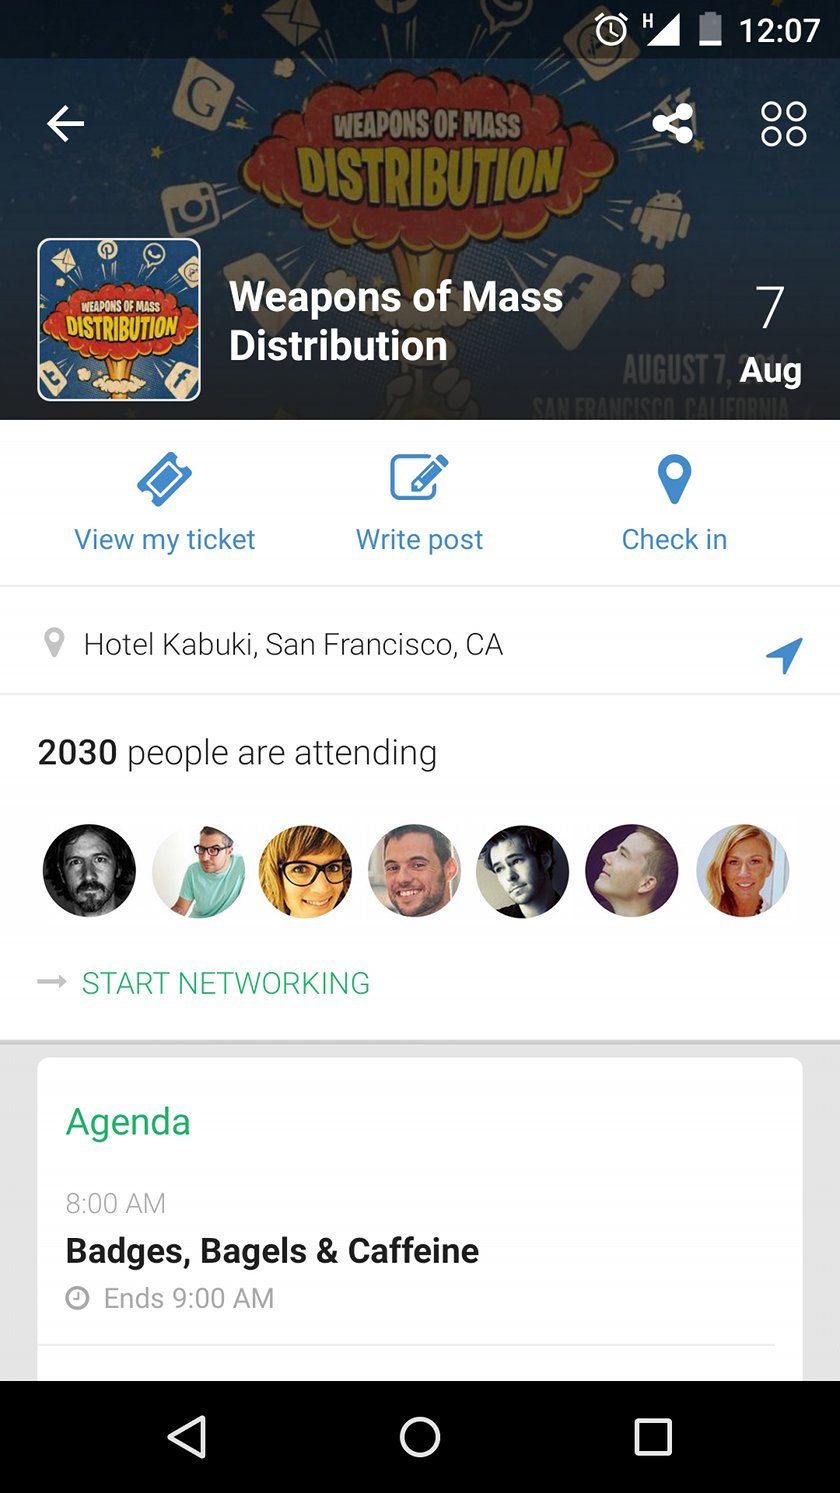 12:07
H
WEAPONS OF MASS
DISTRIBUTION
WEAPONS OF MASS
DISTRIBUTION
Weapons of Mass
Distribution
7
Aug
AUGUST 7,
SAN FRANCISCO, CALIFORNIA
View my ticket
Write post
Check in
Hotel Kabuki, San Francisco, CA
2030 people are attending
START NETWORKING
Agenda
8:00 AM
Badges, Bagels & Caffeine
Ends 9:00 AM